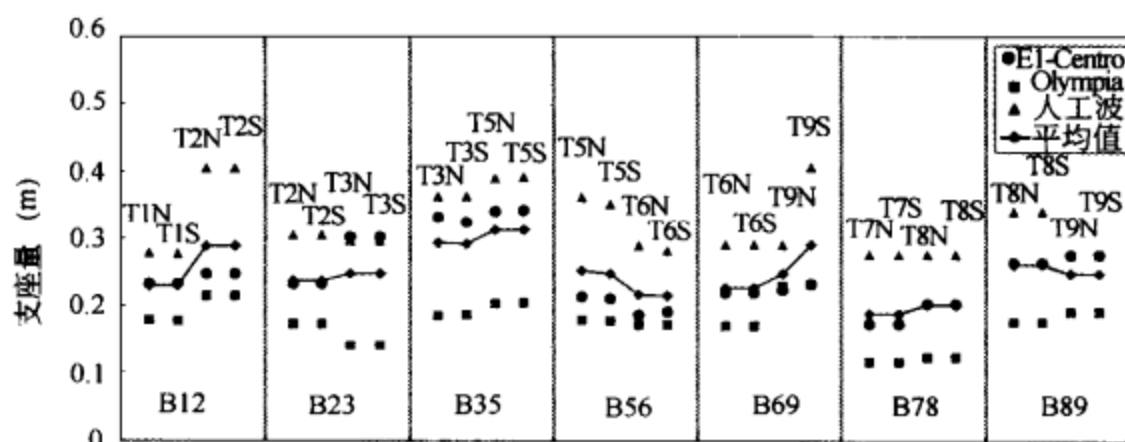 0.6
0.5
0.4
0.3
0.2
0.1
0
支座量 (m)
T1N
T1S
T2N
T2S
B12
T2N
T2S
T3N
T3S
B23
T3N
T3S
T5N
T5S
B35
T5N
T5S
T6N
T6S
B56
T6N
T6S
T9N
T9S
B69
T7N
T7S
T8N
T8S
B78
T8N
T8S
T9N
T9S
B89
E1-Centro
Olympia
人工波
平均值